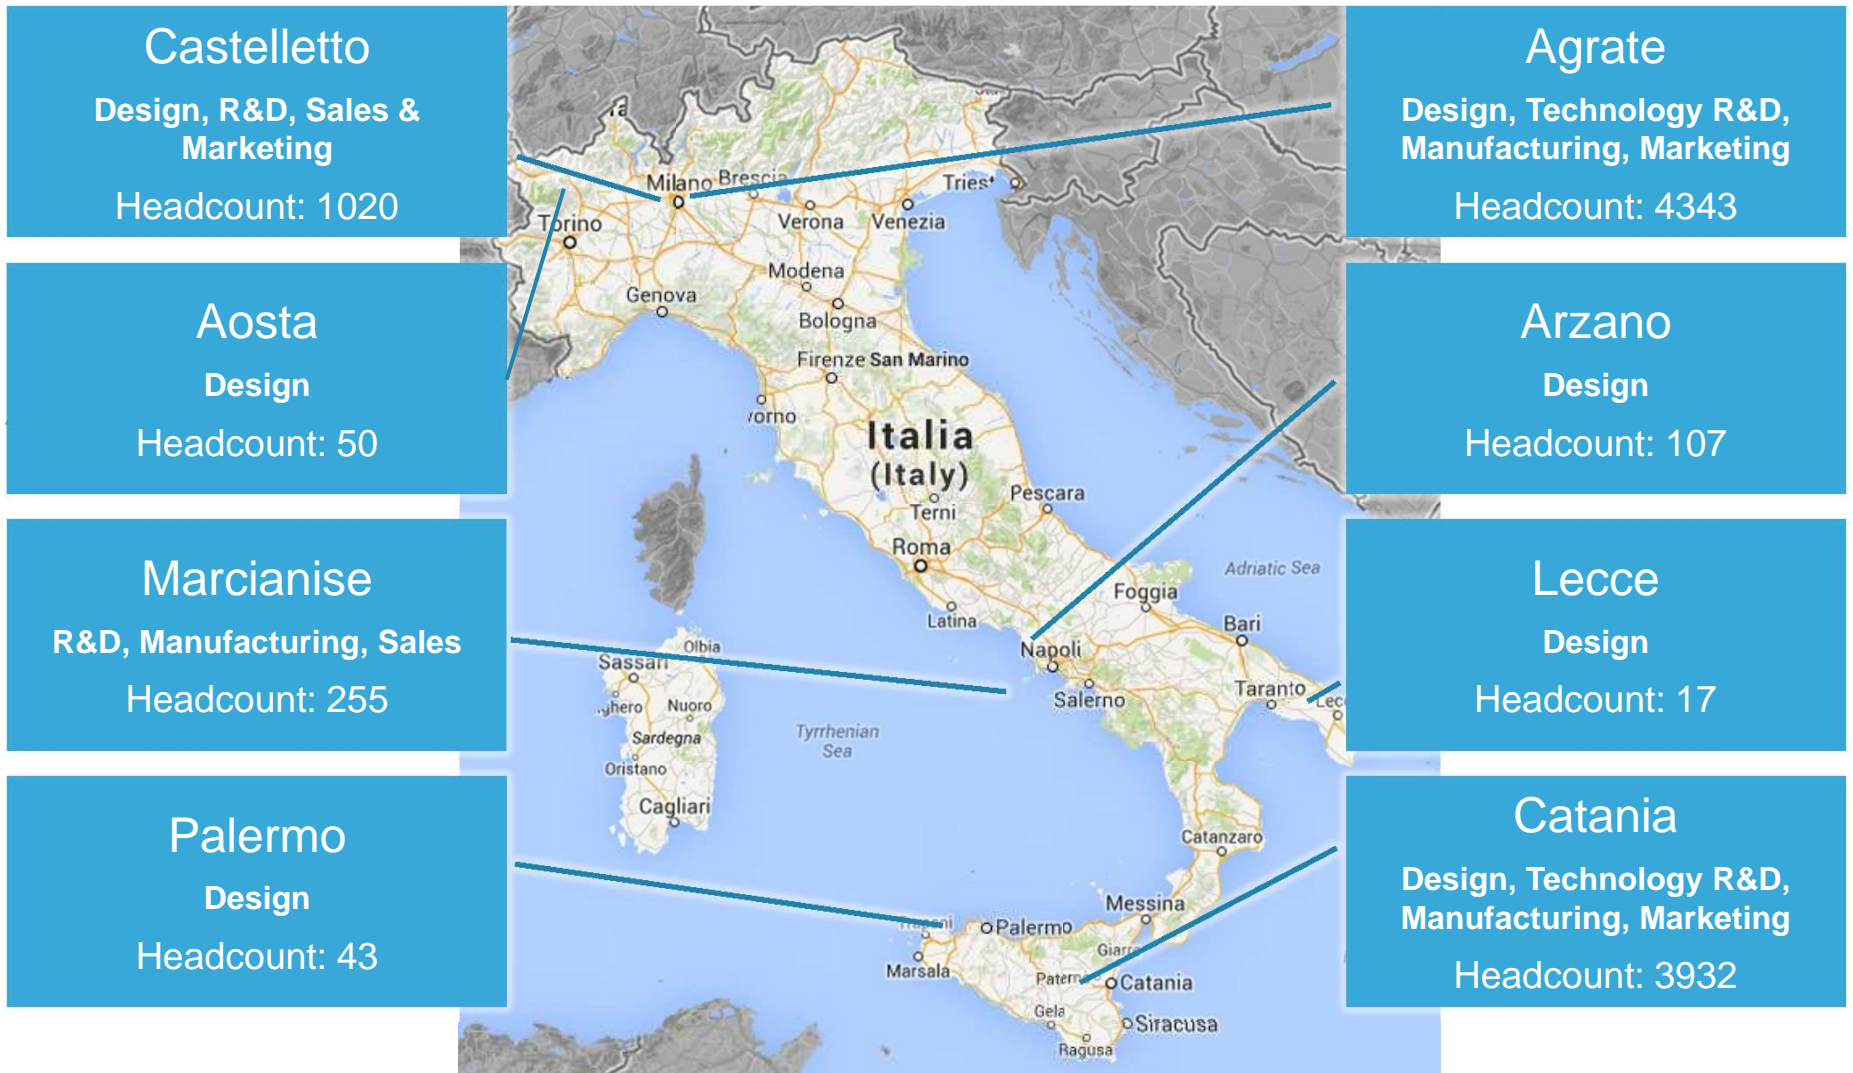 Castelletto
Design, R&D, Sales &
Marketing
Headcount: 1020
Aosta
Design
Headcount: 50
Marcianise
R&D, Manufacturing, Sales
Headcount: 255
Palermo
Design
Headcount: 43
Milano
Brescia
Torino
Verona
Venezia
Modena
Genova
Bologna
Firenze
San Marino
Italia
(Italy)
Pescara
Terni
Roma
Adriatic Sea
Foggia
Latina
Bari
Olbia
Napoli
Sassari
Taranto
Salerno
Nuoro
Tyrrhenian
Sea
Sardegna
Oristano
Cagliari
Catanzaro
Messina
Palermo
Marsala
Catania
Gela
Siracusa
Ragusa
Agrate
Design, Technology R&D,
Manufacturing, Marketing
Headcount: 4343
Arzano
Design
Headcount: 107
Lecce
Design
Headcount: 17
Catania
Design, Technology R&D,
Manufacturing, Marketing
Headcount: 3932